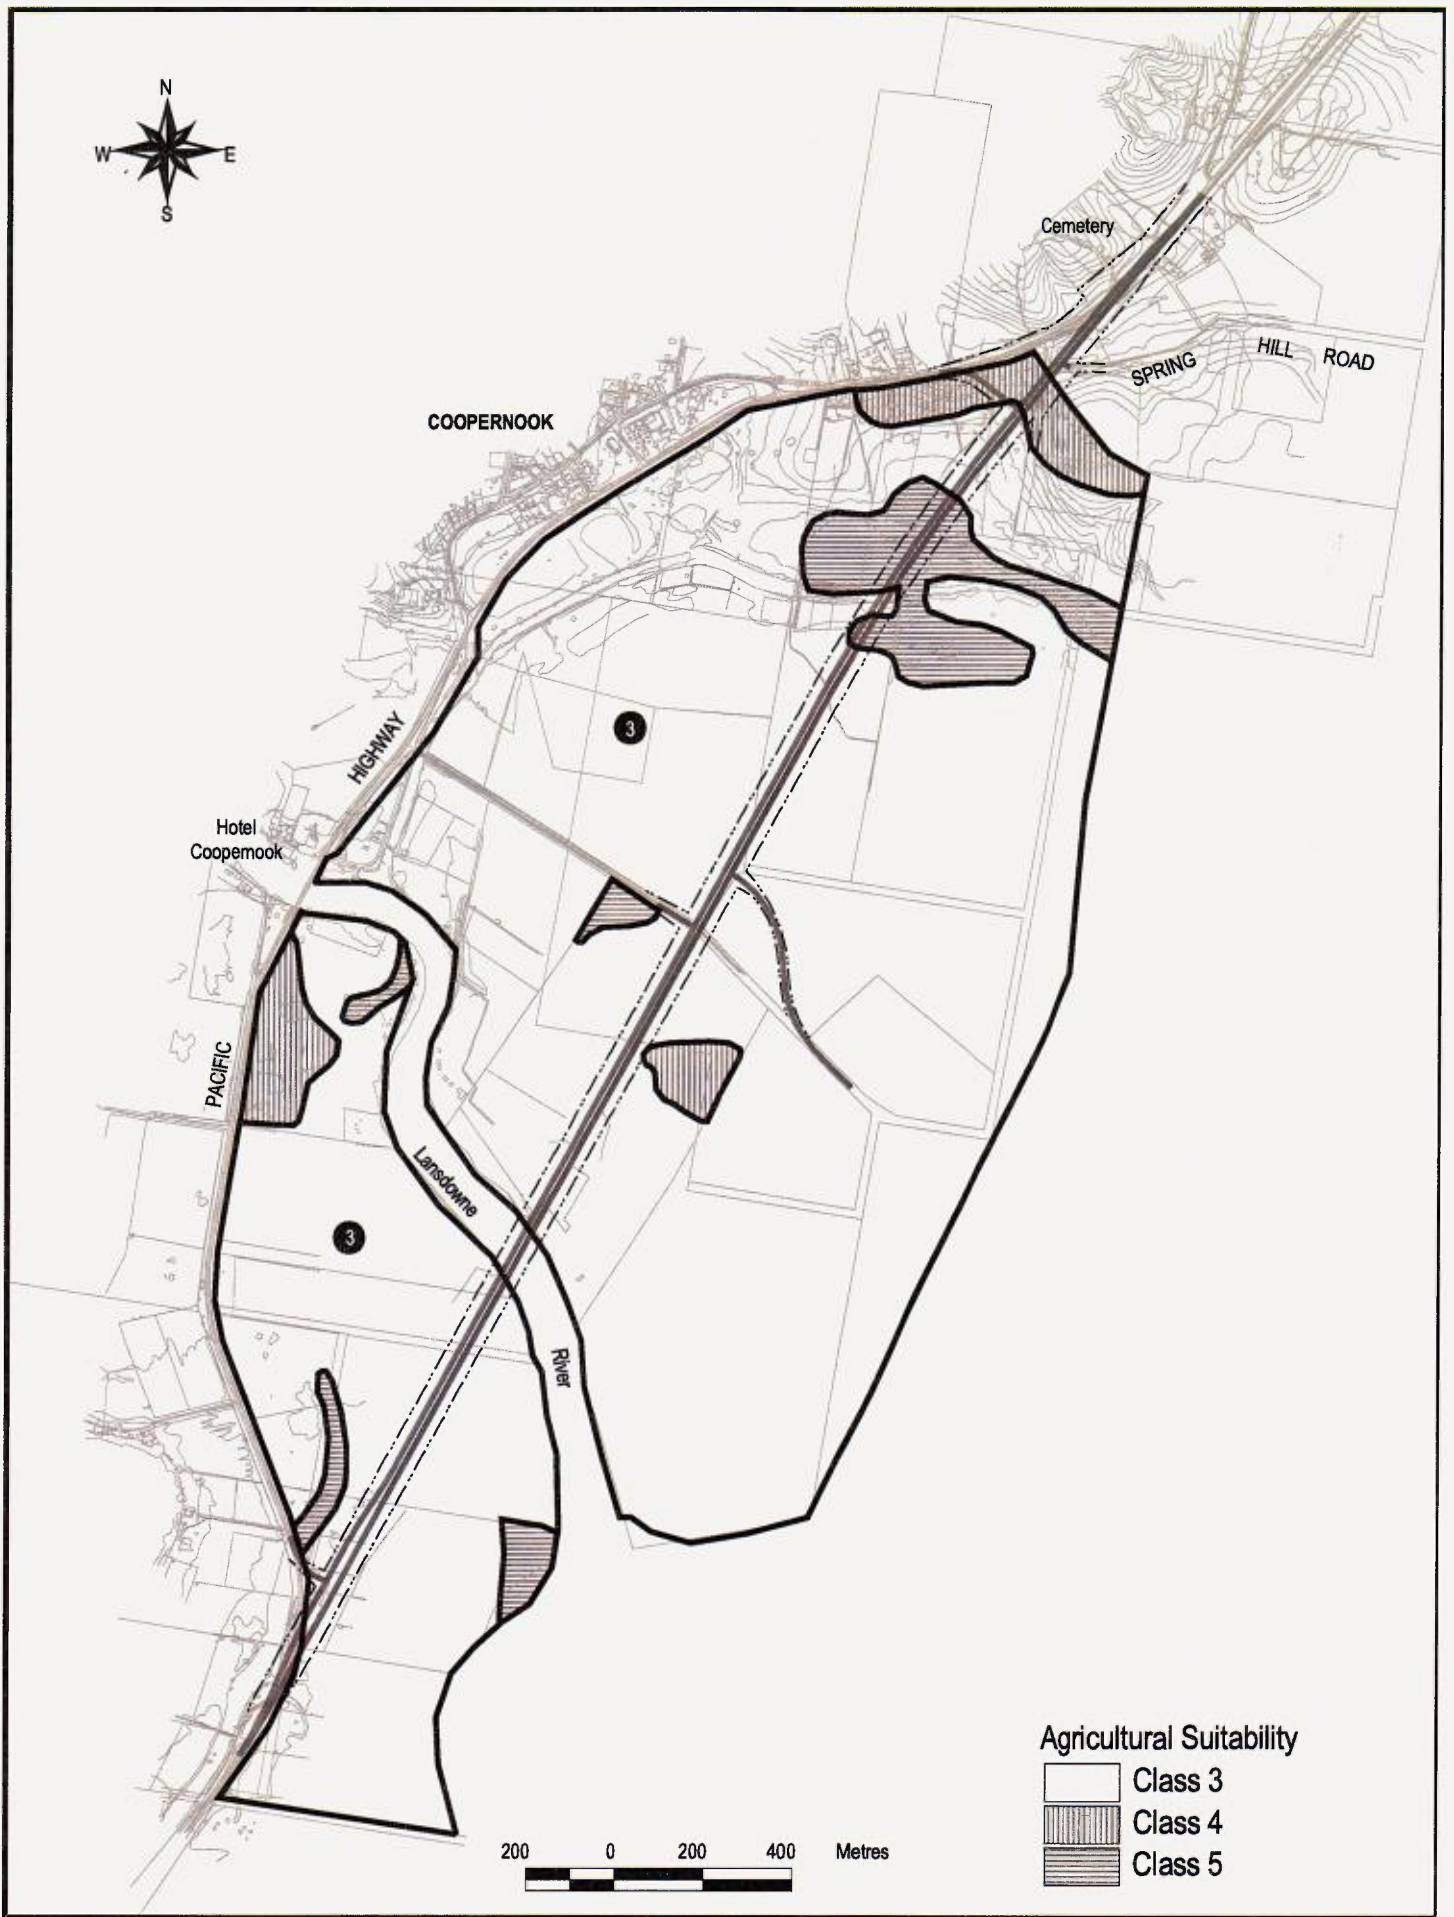 N
W E
S
Cemetery
SPRING HILL ROAD
COOPERNOOK
3
HIGHWAY
Hotel
Coopernook
PACIFIC
Lansdowne
3
River
Agricultural Suitability
Class 3
Class 4
Class 5
200 0 200 400 Metres